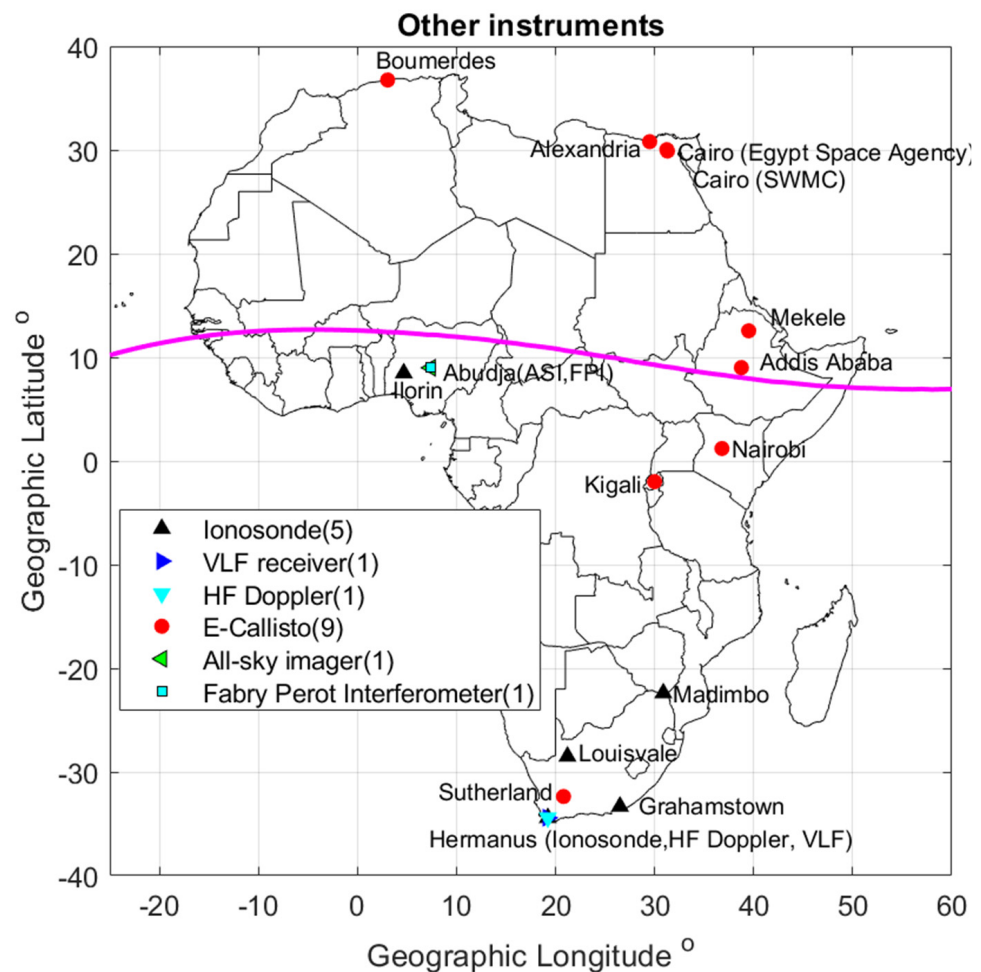 Other instruments
40
30
20
10
0
-10
-20
-30
-40
Geographic Latitude °
Boumerdes
Alexandria
Cairo (Egypt Space Agency)
Cairo (SWMC)
Mekele
Addis Ababa
Abudja(ASI,FPI)
Ilorin
Nairobi
Kigali
Ionosonde(5)
VLF receiver(1)
HF Doppler(1)
E-Callisto(9)
All-sky imager(1)
Fabry Perot Interferometer(1)
Madimbo
Louisvale
Sutherland
Grahamstown
Hermanus (Ionosonde,HF Doppler, VLF)
-20 -10 0 10 20 30 40 50 60
Geographic Longitude °